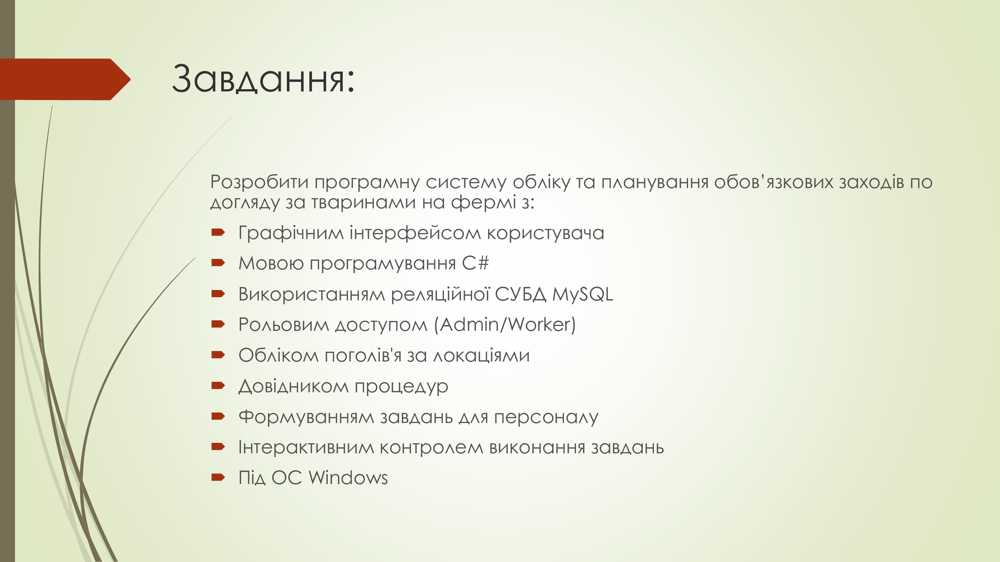 Завдання:
Розробити програмну систему обліку та планування обов’язкових заходів по
догляду за тваринами на фермі з:
Графічним інтерфейсом користувача
Мовою програмування C#
Використанням реляційної СУБД MySQL
Рольовим доступом (Admin/Worker)
Обліком поголів'я за локаціями
Довідником процедур
Формуванням завдань для персоналу
Інтерактивним контролем виконання завдань
Під ОС Windows